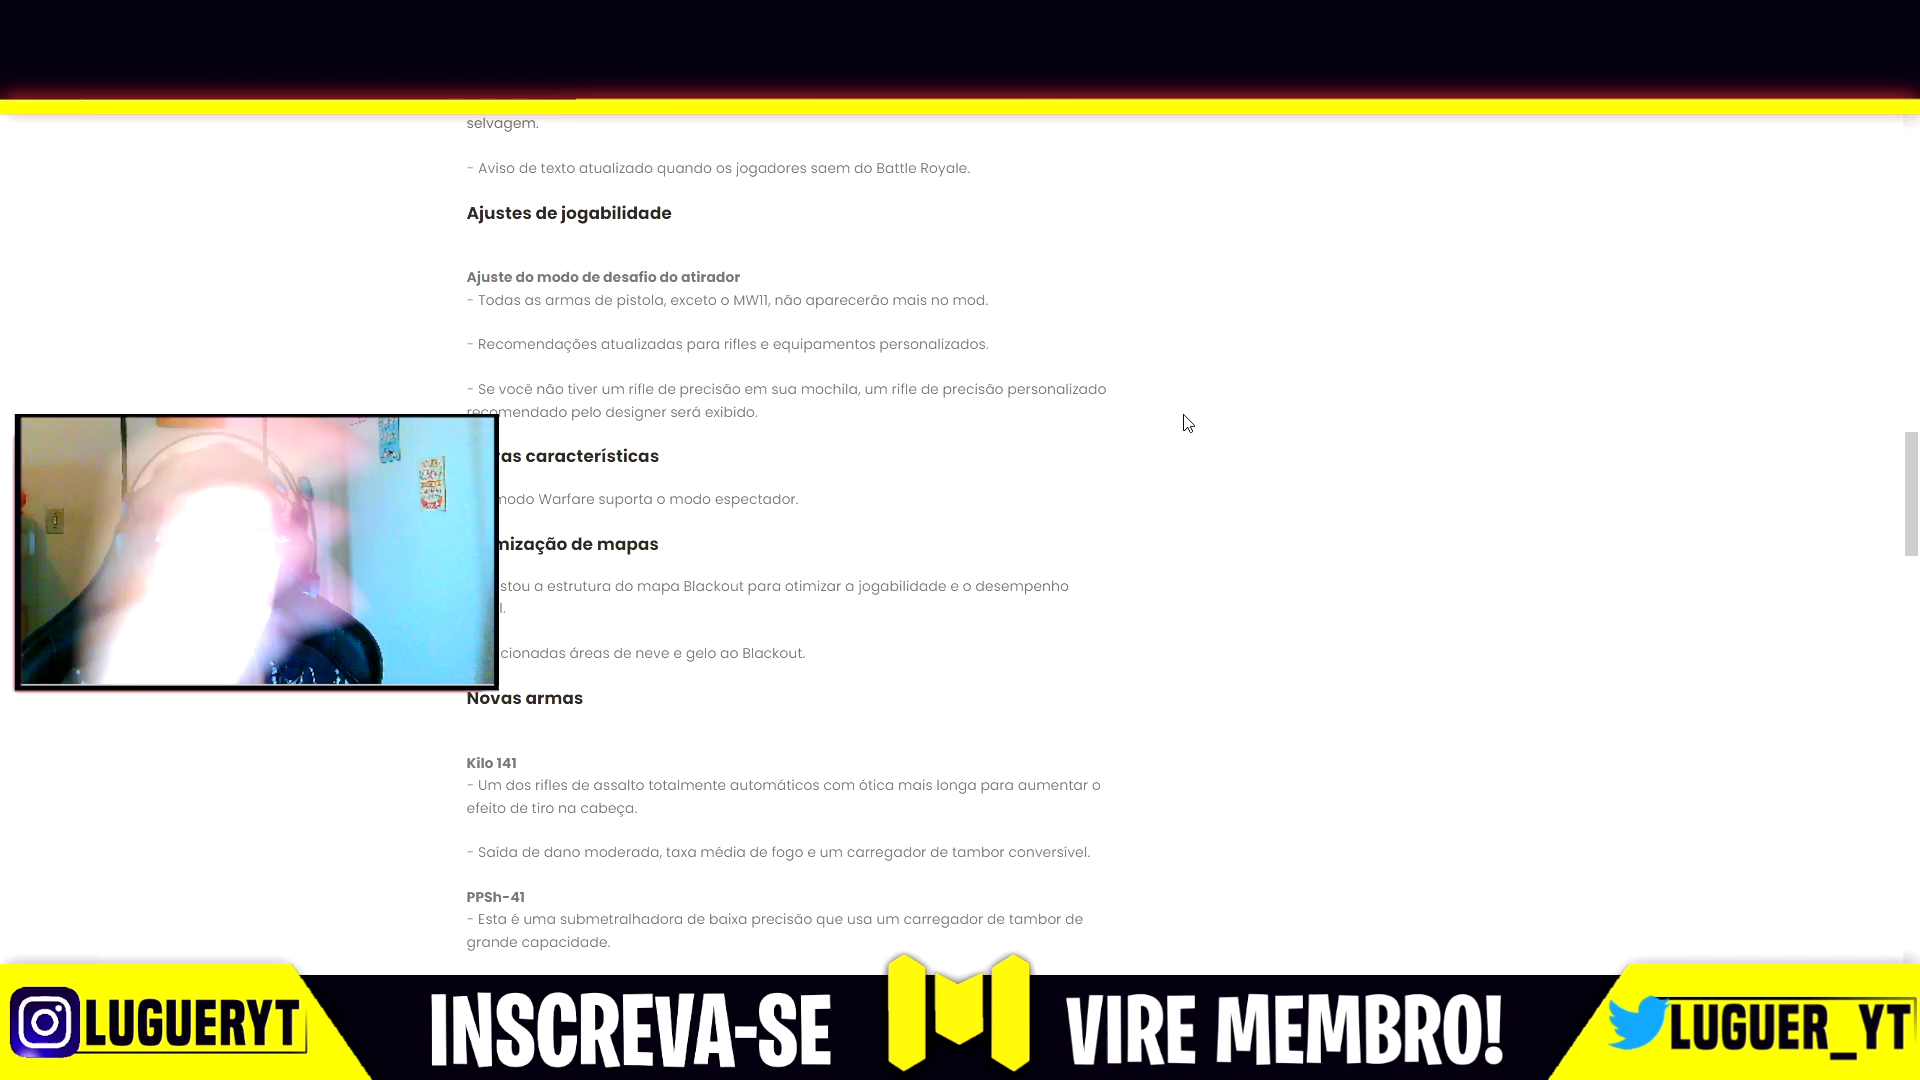 selvagem.
- Aviso de texto atualizado quando os jogadores saem do Battle Royale.
Ajustes de jogabilidade
Ajuste do modo de desafio do atirador
- Todas as armas de pistola, exceto o MW11, não aparecerão mais no mod.
- Recomendações atualizadas para rifles e equipamentos personalizados.
- Se você não tiver um rifle de precisão em sua mochila, um rifle de precisão personalizado
recomendado pelo designer será exibido.
características
modo Warfare suporta o modo espectador.
de mapas
a estrutura do mapa Blackout para otimizar a jogabilidade e o desempenho
áreas de neve e gelo ao Blackout.
Novas armas
Kilo 141
- Um dos rifles de assalto totalmente automáticos com ótica mais longa para aumentar o
efeito de tiro na cabeça.
- Saída de dano moderada, taxa média de fogo e um carregador de tambor conversível.
PPSh-41
- Esta é uma submetralhadora de baixa precisão que usa um carregador de tambor de
grande capacidade.
LUGUERYT
INSCREVA-SE
VIRE MEMBRO!
LUGUER_YT